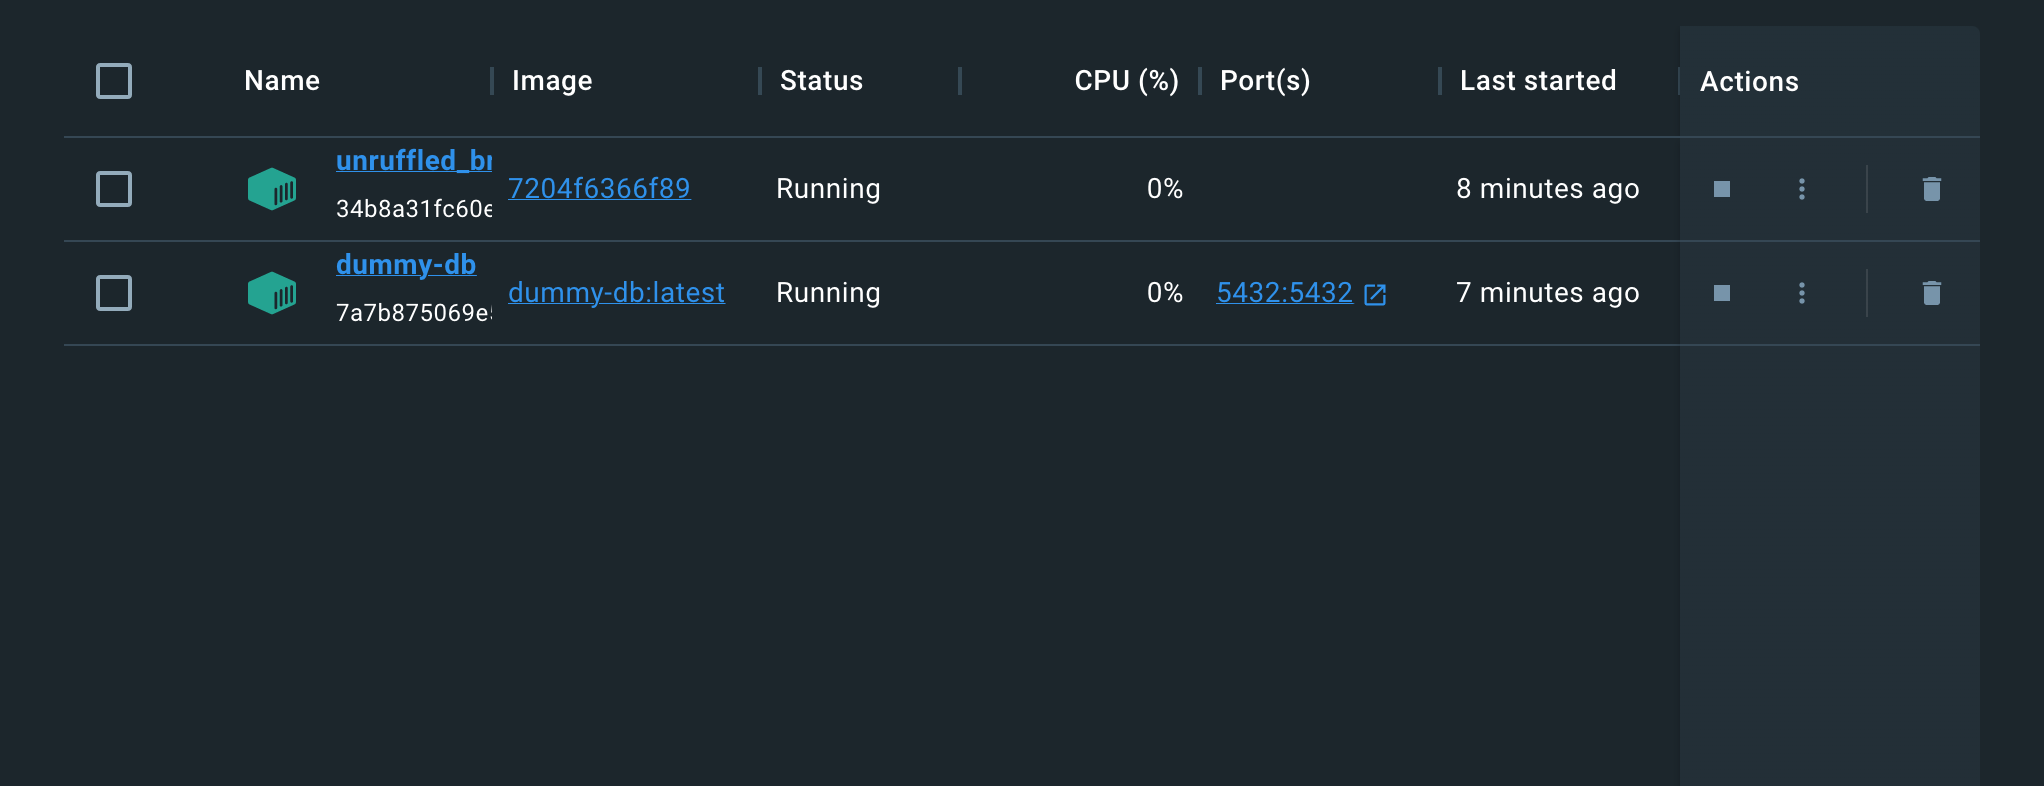 Name Image Status CPU (%) Port(s) Last started Actions
unruffled_br
34b8a31fc60e
7204f6366f89 Running 0% 8 minutes ago
dummy-db
7a7b875069e
dummy-db:latest Running 0% 5432:5432 7 minutes ago